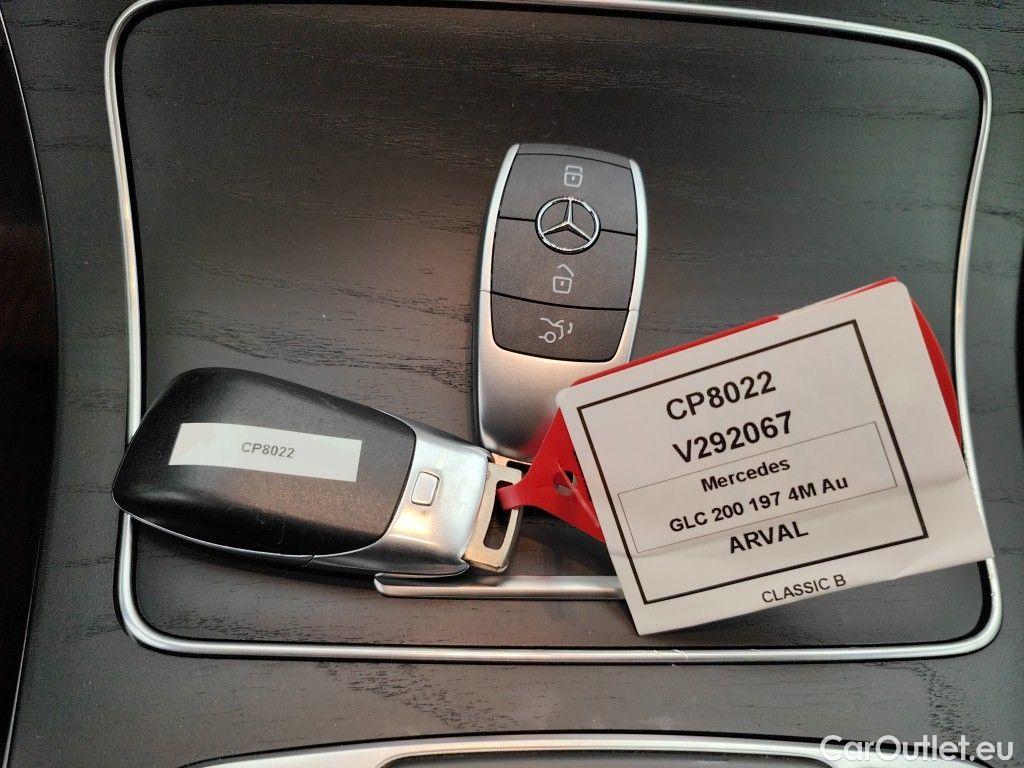 CP8022
CP8022
V292067
Mercedes
GLC 200 197 4M Au
ARVAL
CLASSIC B
CarOutlet.eu